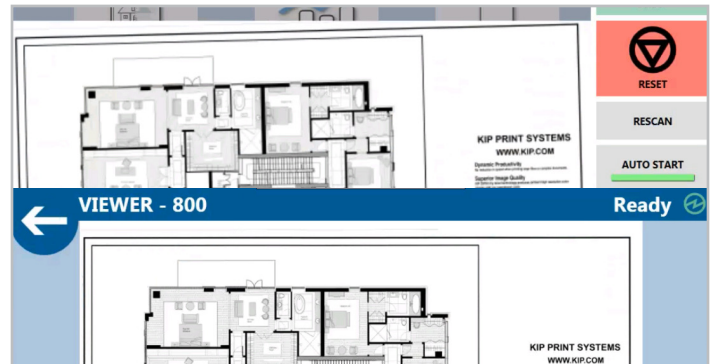 RESET
RESCAN
AUTO START
KIP PRINT SYSTEMS
WWW.KIP.COM
Dynamic Productivity
Superior Image Quality
VIEWER - 800
Ready
KIP PRINT SYSTEMS
WWW.KIP.COM